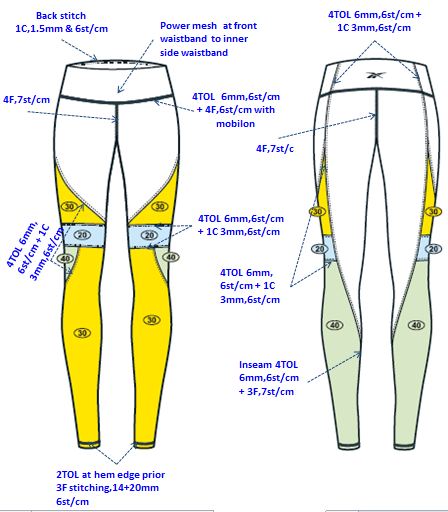 Back stitch
1C,1.5mm & 6st/cm
Power mesh at front
waistband to inner
side waistband
4TOL 6mm,6st/cm +
1C 3mm,6st/cm
4F,7st/cm
4TOL 6mm,6st/cm
+ 4F,6st/cm with
mobilon
4F,7st/c
30
30
30
30
20
20
20
20
40
40
4TOL 6mm,
6st/cm + 1C
3mm,6st/cm
4TOL 6mm,6st/cm
+ 1C 3mm,6st/cm
4TOL 6mm,
6st/cm + 1C
3mm,6st/cm
30
30
40
40
Inseam 4TOL
6mm,6st/cm
+ 3F,7st/cm
2TOL at hem edge prior
3F stitching,14+20mm
6st/cm